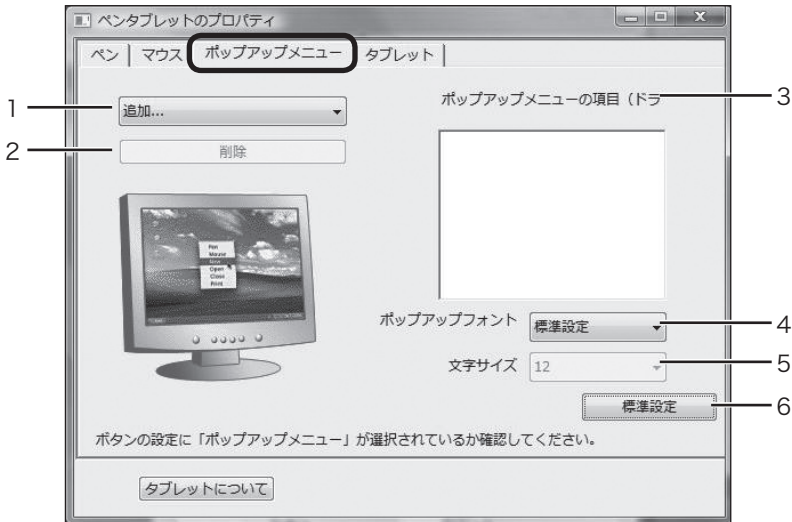 ペンタブレットのプロパティ
ペン マウス ポップアップメニュー タブレット
1 追加...
ポップアップメニューの項目（ドラ 3
2 削除
Pen
Mouse
New
Open
Close
Print
ポップアップフォント 標準設定 4
文字サイズ 12 5
標準設定 6
ボタンの設定に「ポップアップメニュー」が選択されているか確認してください。
タブレットについて